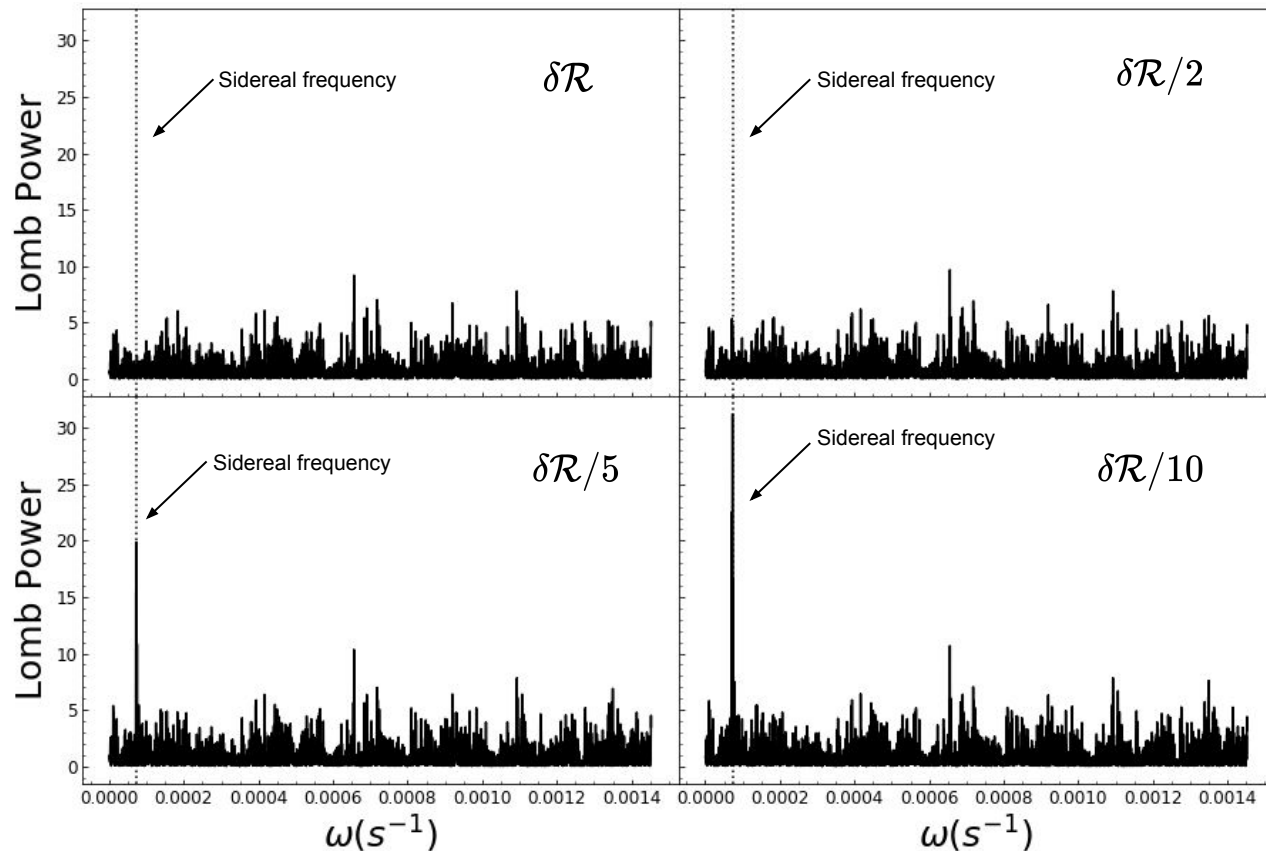 Lomb Power
30
25
20
15
10
5
0
Sidereal frequency
δℛ
Sidereal frequency
δℛ/2
Lomb Power
30
25
20
15
10
5
0
Sidereal frequency
δℛ/5
Sidereal frequency
δℛ/10
0.0000 0.0002 0.0004 0.0006 0.0008 0.0010 0.0012 0.0014
0.0000 0.0002 0.0004 0.0006 0.0008 0.0010 0.0012 0.0014
ω(s⁻¹)
ω(s⁻¹)